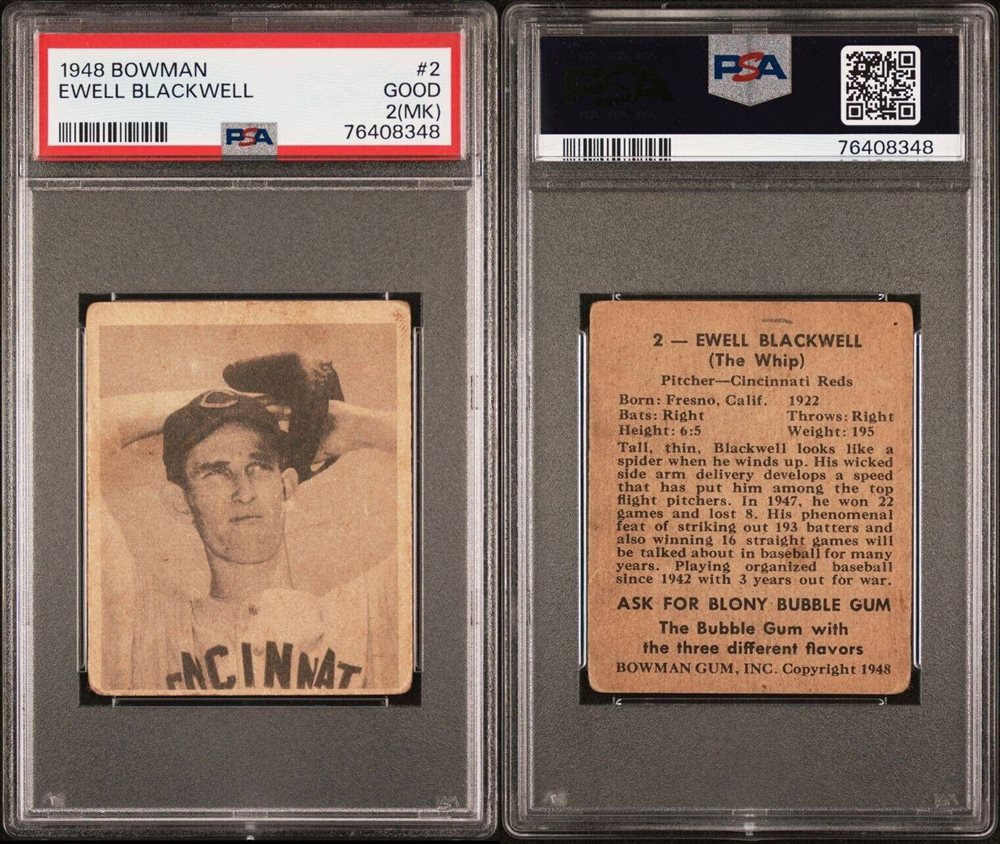 1948 BOWMAN #2
EWELL BLACKWELL GOOD
2(MK)
76408348
PSA
NCINNAT
PSA
76408348
2 — EWELL BLACKWELL
(The Whip)
Pitcher—Cincinnati Reds
Born: Fresno, Calif. 1922
Bats: Right Throws: Right
Height: 6:5 Weight: 195
Tall, thin, Blackwell looks like a
spider when he winds up. His wicked
side arm delivery develops a speed
that has put him among the top
flight pitchers. In 1947, he won 22
games and lost 8. His phenomenal
feat of striking out 193 batters and
also winning 16 straight games will
be talked about in baseball for many
years. Playing organized baseball
since 1942 with 3 years out for war.
ASK FOR BLONY BUBBLE GUM
The Bubble Gum with
the three different flavors
BOWMAN GUM, INC. Copyright 1948